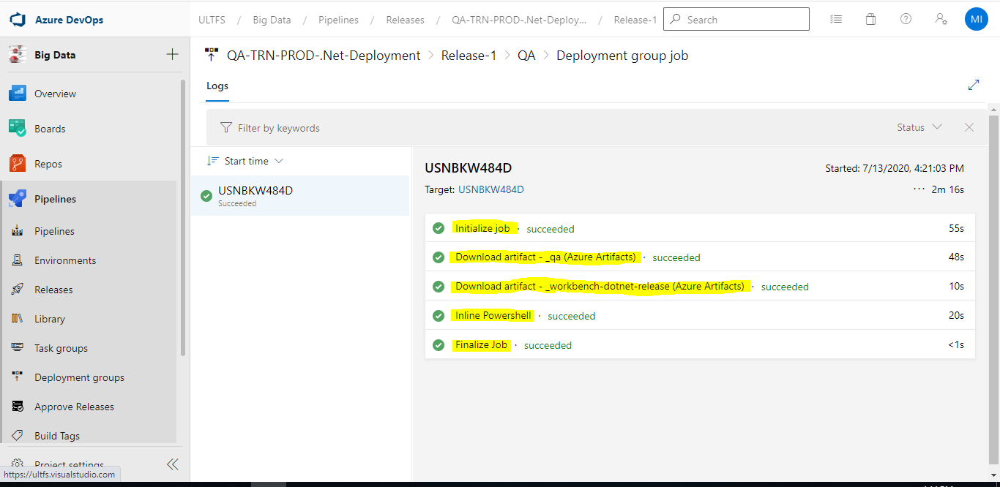 Azure DevOps
ULTFS / Big Data / Pipelines / Releases / QA-TRN-PROD-.Net-Deploy... / Release-1
Search
MI
Big Data
Overview
Boards
Repos
Pipelines
Pipelines
Environments
Releases
Library
Task groups
Deployment groups
Approve Releases
Build Tags
Project settings
https://ultfs.visualstudio.com
QA-TRN-PROD-.Net-Deployment > Release-1 > QA > Deployment group job
Logs
Filter by keywords
Status
Start time
USNBKW484D
Succeeded
USNBKW484D
Started: 7/13/2020, 4:21:03 PM
Target: USNBKW484D
··· 2m 16s
Initialize job · succeeded 55s
Download artifact - _qa (Azure Artifacts) · succeeded 48s
Download artifact - _workbench-dotnet-release (Azure Artifacts) · succeeded 10s
Inline Powershell · succeeded 20s
Finalize Job · succeeded <1s